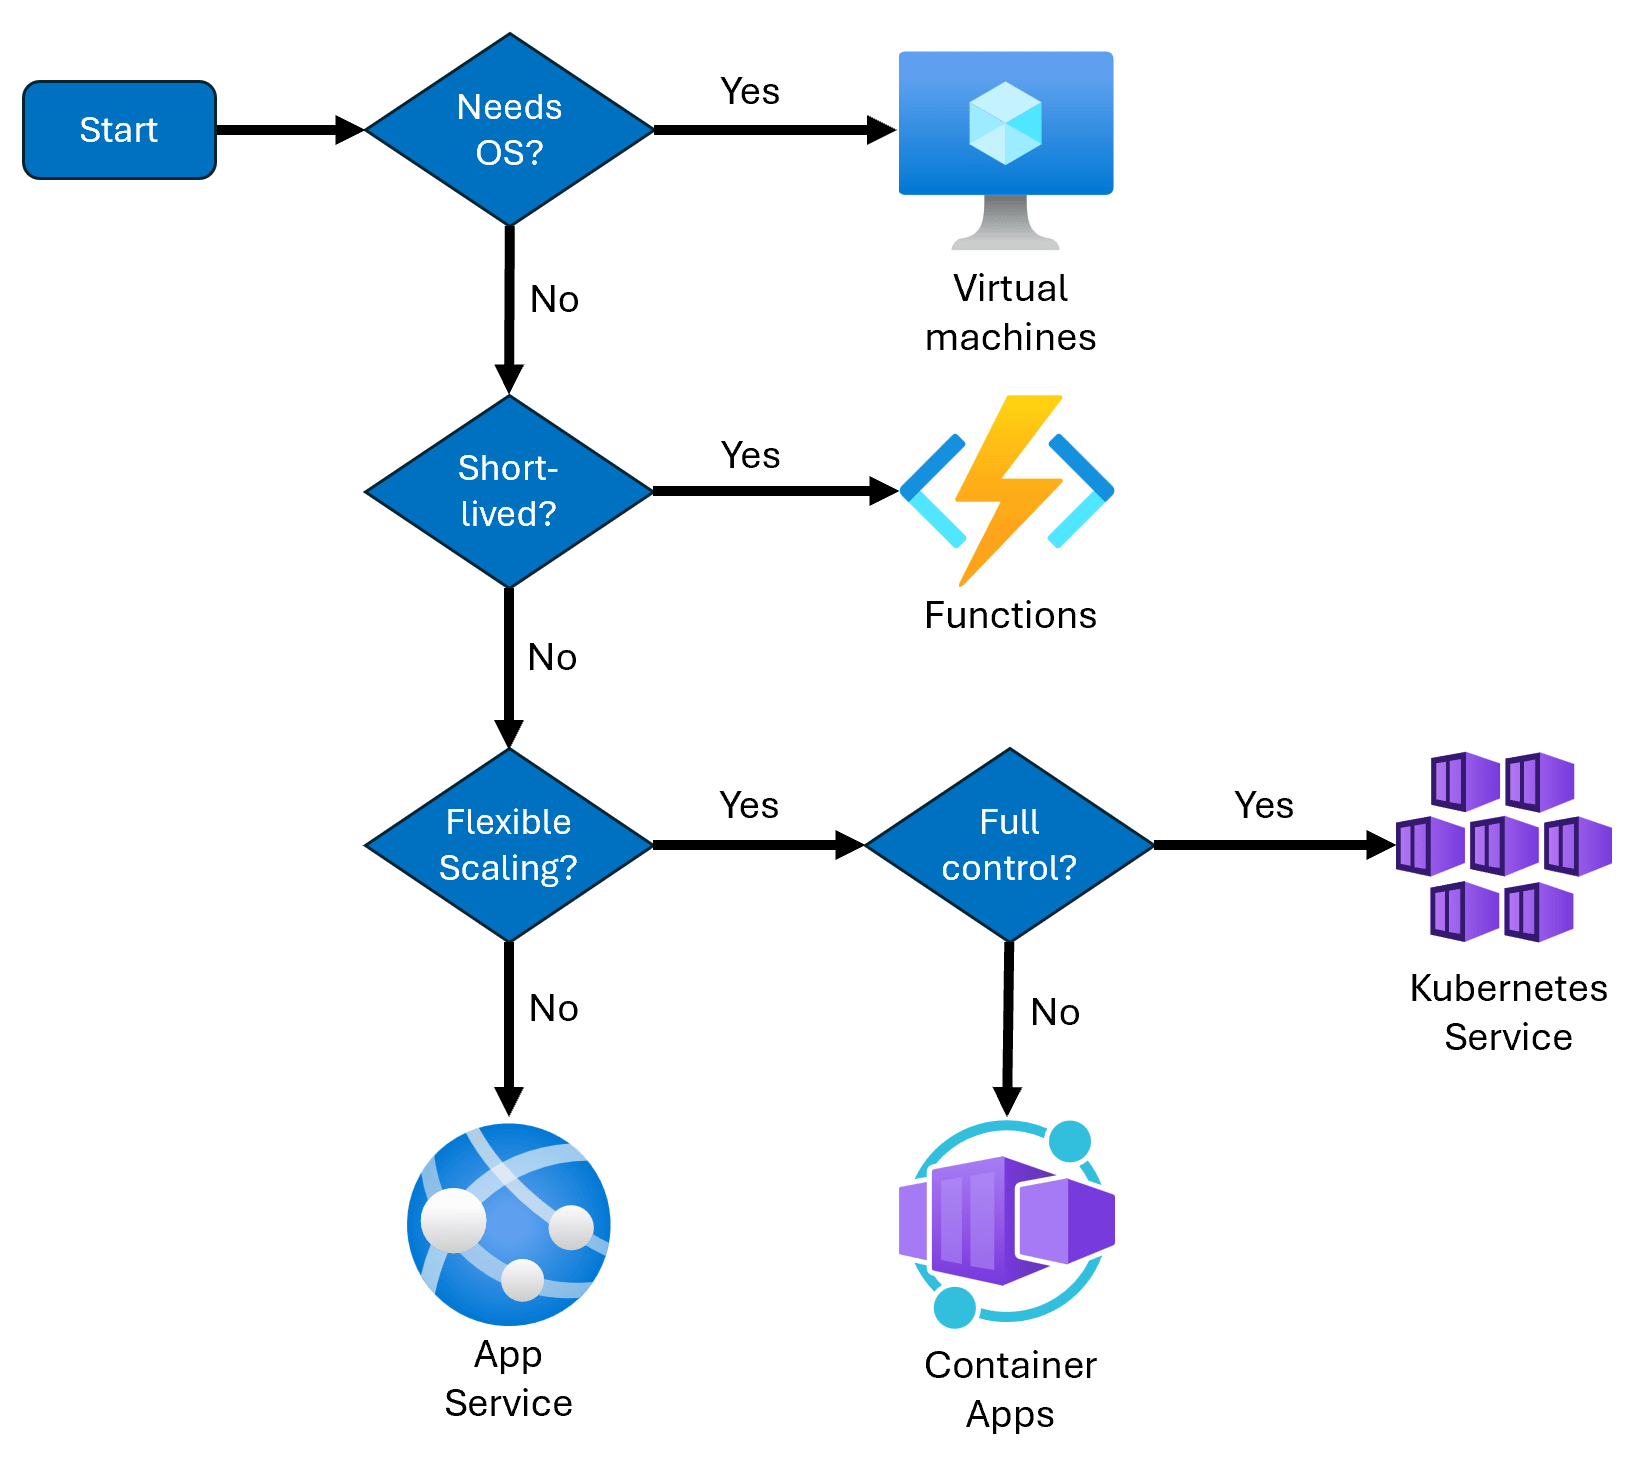 Start
Needs
OS?
Yes
Virtual
machines
No
Short-
lived?
Yes
Functions
No
Flexible
Scaling?
Yes
Full
control?
Yes
Kubernetes
Service
No
No
App
Service
Container
Apps